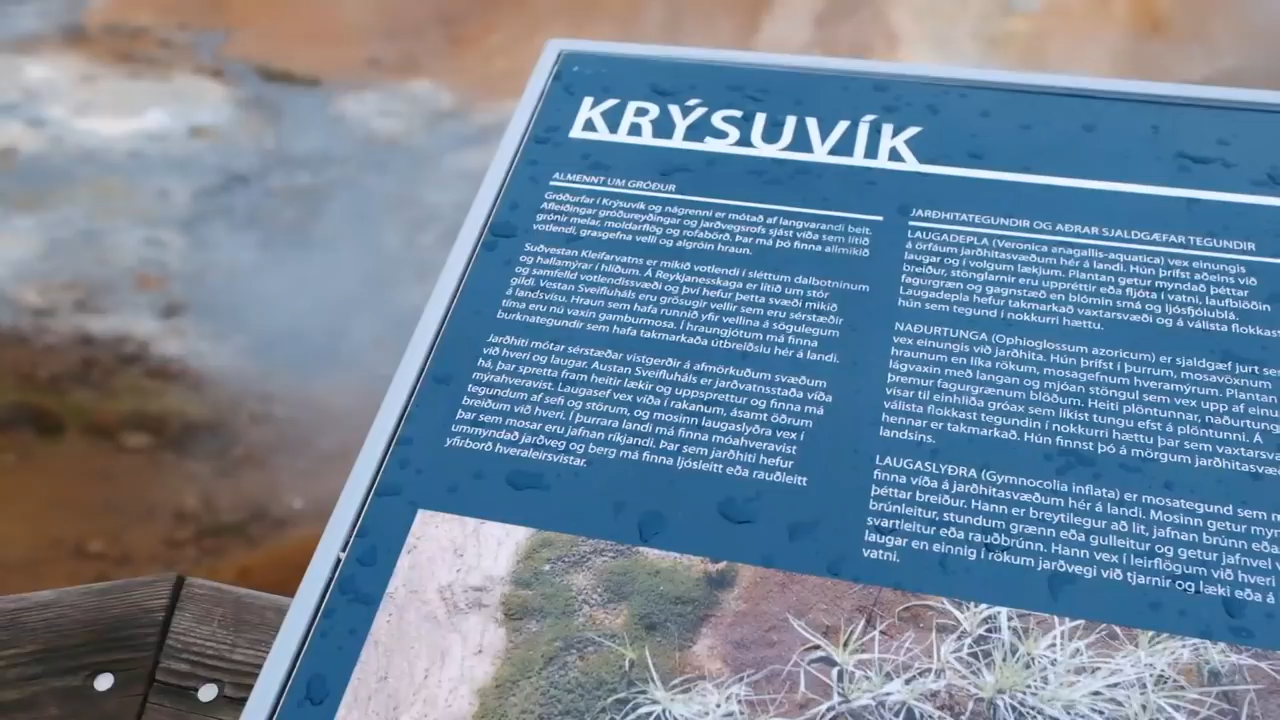 KRÝSUVÍK
ALMENNT UM GRÓÐUR
Gróðurfar í Krýsuvík og nágrenni er mótað af langvarandi beit.
Afleiðingar gróðureyðingar og jarðvegsrofs sjást víða sem lítið
grónir melar, moldarflög og rofabörð. Þar má þó finna allmikið
votlendi, grasgefna velli og algróin hraun.
Suðvestan Kleifarvatns er mikið votlendi í sléttum dalbotninum
og hallamýrar í hlíðum. Á Reykjanesskaga er lítið um stór
og samfelld votlendissvæði og því hefur þetta svæði mikið
gildi. Vestan Sveifluháls eru grösugir vellir sem eru sérstæðir
á landsvísu. Hraun sem hafa runnið yfir vellina á sögulegum
tíma eru nú vaxin gamburmosa. Í hraungjótum má finna
burknategundir sem hafa takmarkaða útbreiðslu hér á landi.
Jarðhiti mótar sérstæðar vistgerðir á afmörkuðum svæðum
við hveri og laugar. Austan Sveifluháls er jarðvatnsstaða víða
há, þar spretta fram heitir lækir og uppsprettur og finna má
mýrahveravist. Laugasef vex víða í rakanum, ásamt öðrum
tegundum af sefi og störum, og mosinn laugaslyðra vex í
breiðum við hveri. Í þurrara landi má finna móahveravist
þar sem mosar eru jafnan ríkjandi. Þar sem jarðhiti hefur
ummyndað jarðveg og berg má finna ljósleitt eða rauðleitt
yfirborð hveraleirsvistar.
JARÐHITATEGUNDIR OG AÐRAR SJALDGÆFAR TEGUNDIR
LAUGADEPLA (Veronica anagallis-aquatica) vex einungis
á örfáum jarðhitasvæðum hér á landi. Hún þrífst aðeins við
laugar og í volgum lækjum. Plantan getur myndað þéttar
breiður, stönglarnir eru uppréttir eða fljóta í vatni, laufblöðin
fagurgræn og gagnstæð en blómin smá og ljósfjólublá.
Laugadepla hefur takmarkað vaxtarsvæði og á válista flokkast
hún sem tegund í nokkurri hættu.
NAÐURTUNGA (Ophioglossum azoricum) er sjaldgæf jurt sem
vex einungis við jarðhita. Hún þrífst í þurrum, mosavöxnum
hraunum en líka rökum, mosagefnum hveramýrum. Plantan
lágvaxin með langan og mjóan stöngul sem vex upp af einu
þremur fagurgrænum blöðum. Heiti plöntunnar, naðurtunga
vísar til einhliða gróax sem líkist tungu efst á plöntunni. Á
válista flokkast tegundin í nokkurri hættu þar sem vaxtarsvæ
hennar er takmarkað. Hún finnst þó á mörgum jarðhitasvæ
landsins.
LAUGASLYÐRA (Gymnocolia inflata) er mosategund sem
finna víða á jarðhitasvæðum hér á landi. Mosinn getur my
þéttar breiður. Hann er breytilegur að lit, jafnan brúnn eða
brúnleitur, stundum grænn eða gulleitur og getur jafnvel
svartleitur eða rauðbrúnn. Hann vex í leirflögum við hveri
laugar en einnig í rökum jarðvegi við tjarnir og læki eða á
vatni.